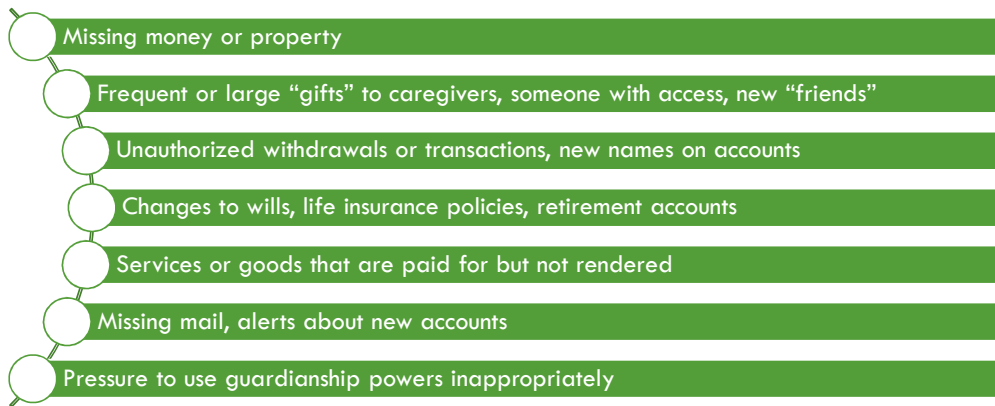 Missing money or property
Frequent or large “gifts” to caregivers, someone with access, new “friends”
Unauthorized withdrawals or transactions, new names on accounts
Changes to wills, life insurance policies, retirement accounts
Services or goods that are paid for but not rendered
Missing mail, alerts about new accounts
Pressure to use guardianship powers inappropriately